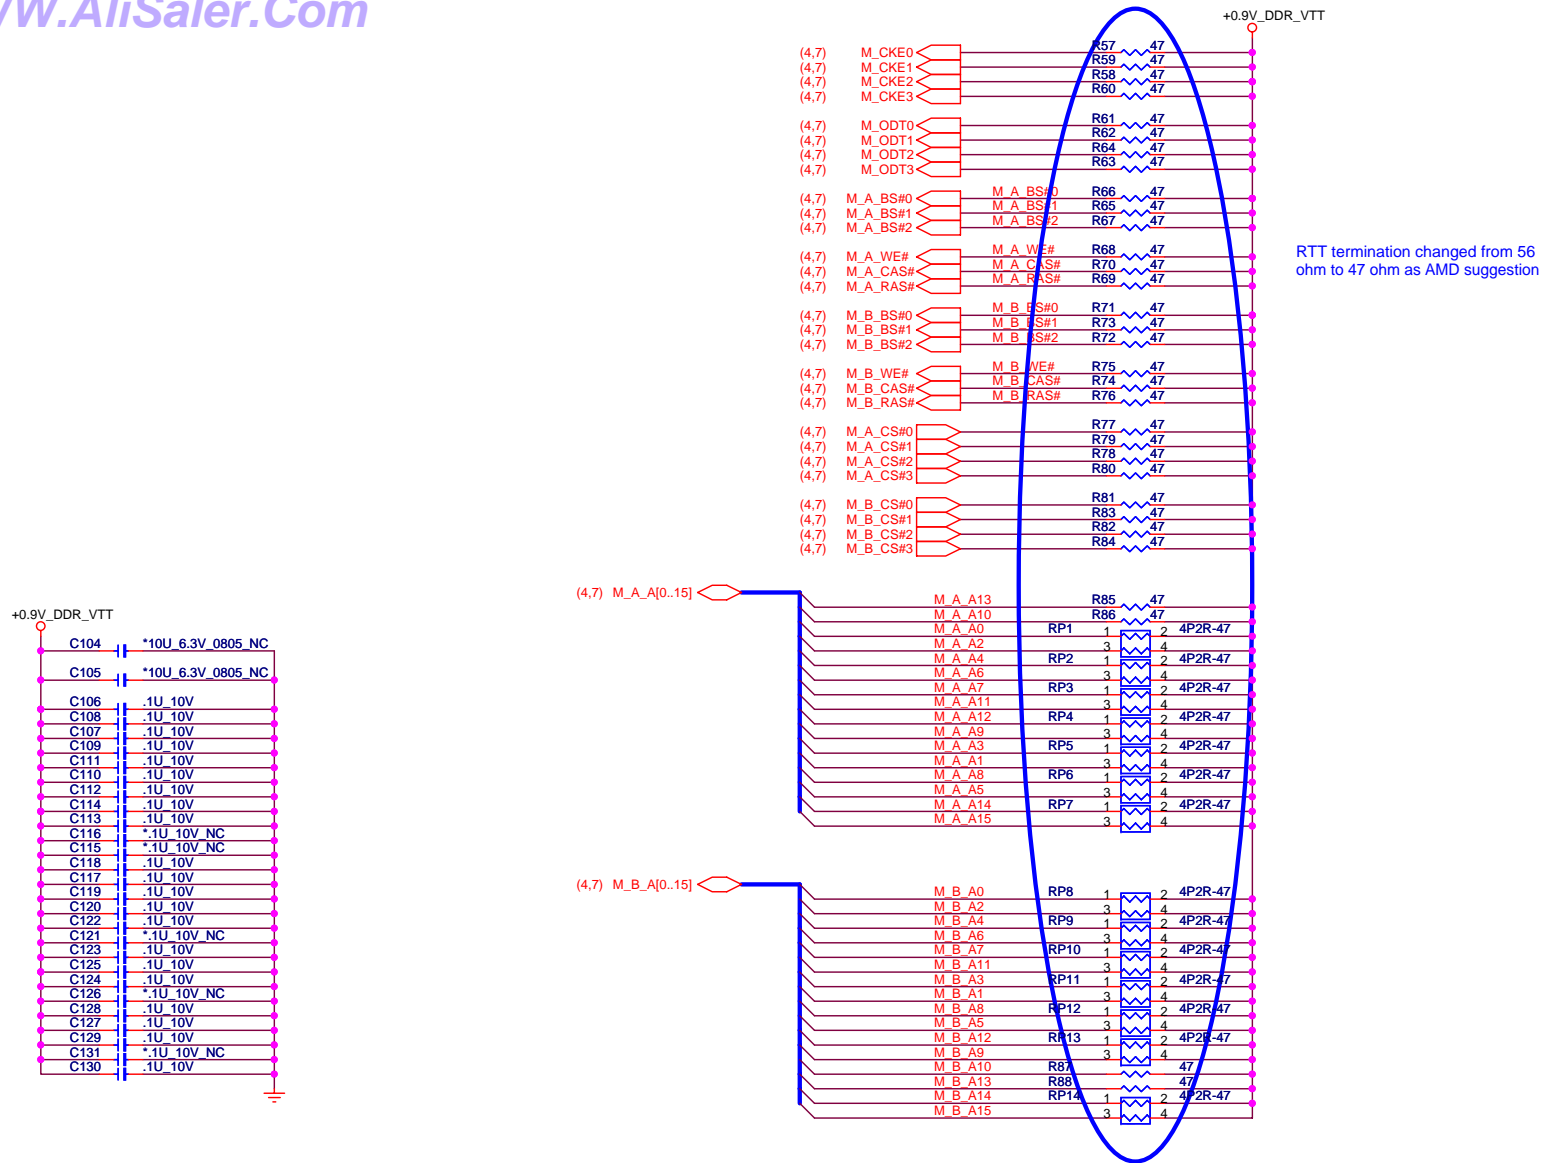 W.AliSaler.Com
+0.9V_DDR_VTT
(4,7) M_CKE0 R57 47
(4,7) M_CKE1 R59 47
(4,7) M_CKE2 R58 47
(4,7) M_CKE3 R60 47
(4,7) M_ODT0 R61 47
(4,7) M_ODT1 R62 47
(4,7) M_ODT2 R64 47
(4,7) M_ODT3 R63 47
(4,7) M_A_BS#0 M_A_BS#0 R66 47
(4,7) M_A_BS#1 M_A_BS#1 R65 47
(4,7) M_A_BS#2 M_A_BS#2 R67 47
(4,7) M_A_WE# M_A_WE# R68 47
(4,7) M_A_CAS# M_A_CAS# R70 47
(4,7) M_A_RAS# M_A_RAS# R69 47
RTT termination changed from 56
ohm to 47 ohm as AMD suggestion
(4,7) M_B_BS#0 M_B_BS#0 R71 47
(4,7) M_B_BS#1 M_B_BS#1 R73 47
(4,7) M_B_BS#2 M_B_BS#2 R72 47
(4,7) M_B_WE# M_B_WE# R75 47
(4,7) M_B_CAS# M_B_CAS# R74 47
(4,7) M_B_RAS# M_B_RAS# R76 47
(4,7) M_A_CS#0 R77 47
(4,7) M_A_CS#1 R79 47
(4,7) M_A_CS#2 R78 47
(4,7) M_A_CS#3 R80 47
(4,7) M_B_CS#0 R81 47
(4,7) M_B_CS#1 R83 47
(4,7) M_B_CS#2 R82 47
(4,7) M_B_CS#3 R84 47
(4,7) M_A_A[0..15]
M_A_A13 R85 47
M_A_A10 R86 47
M_A_A0 RP1 1 2 4P2R-47
M_A_A2 3 4
M_A_A4 RP2 1 2 4P2R-47
M_A_A6 3 4
M_A_A7 RP3 1 2 4P2R-47
M_A_A11 3 4
M_A_A12 RP4 1 2 4P2R-47
M_A_A9 3 4
M_A_A3 RP5 1 2 4P2R-47
M_A_A1 3 4
M_A_A8 RP6 1 2 4P2R-47
M_A_A5 3 4
M_A_A14 RP7 1 2 4P2R-47
M_A_A15 3 4
(4,7) M_B_A[0..15]
M_B_A0 RP8 1 2 4P2R-47
M_B_A2 3 4
M_B_A4 RP9 1 2 4P2R-47
M_B_A6 3 4
M_B_A7 RP10 1 2 4P2R-47
M_B_A11 3 4
M_B_A3 RP11 1 2 4P2R-47
M_B_A1 3 4
M_B_A8 RP12 1 2 4P2R-47
M_B_A5 3 4
M_B_A12 RP13 1 2 4P2R-47
M_B_A9 3 4
M_B_A10 R87 47
M_B_A13 R88 47
M_B_A14 RP14 1 2 4P2R-47
M_B_A15 3 4
+0.9V_DDR_VTT
C104 *10U_6.3V_0805_NC
C105 *10U_6.3V_0805_NC
C106 .1U_10V
C108 .1U_10V
C107 .1U_10V
C109 .1U_10V
C111 .1U_10V
C110 .1U_10V
C112 .1U_10V
C114 .1U_10V
C113 .1U_10V
C116 *.1U_10V_NC
C115 *.1U_10V_NC
C118 .1U_10V
C117 .1U_10V
C119 .1U_10V
C120 .1U_10V
C122 .1U_10V
C121 *.1U_10V_NC
C123 .1U_10V
C125 .1U_10V
C124 .1U_10V
C126 *.1U_10V_NC
C128 .1U_10V
C127 .1U_10V
C129 .1U_10V
C131 *.1U_10V_NC
C130 .1U_10V